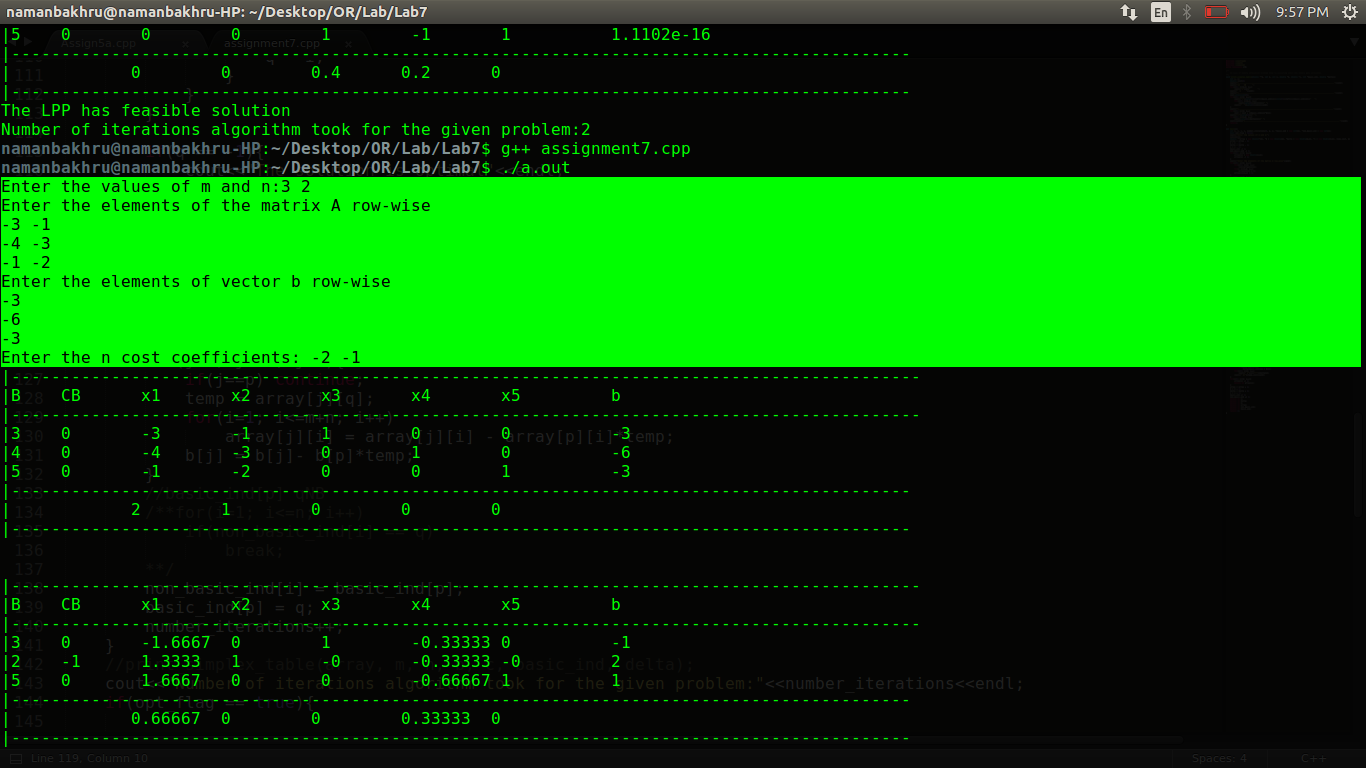 namanbakhru@namanbakhru-HP: ~/Desktop/OR/Lab/Lab7 En 9:57 PM
|5 0 0 0 1 -1 1 1.1102e-16
|------------------------------------------------------------------------------------------
| 0 0 0.4 0.2 0
|------------------------------------------------------------------------------------------
The LPP has feasible solution
Number of iterations algorithm took for the given problem:2
namanbakhru@namanbakhru-HP:~/Desktop/OR/Lab/Lab7$ g++ assignment7.cpp
namanbakhru@namanbakhru-HP:~/Desktop/OR/Lab/Lab7$ ./a.out
Enter the values of m and n:3 2
Enter the elements of the matrix A row-wise
-3 -1
-4 -3
-1 -2
Enter the elements of vector b row-wise
-3
-6
-3
Enter the n cost coefficients: -2 -1
|-------------------------------------------------------------------------------------------
|B CB x1 x2 x3 x4 x5 b
|-------------------------------------------------------------------------------------------
|3 0 -3 -1 1 0 0 -3
|4 0 -4 -3 0 1 0 -6
|5 0 -1 -2 0 0 1 -3
|------------------------------------------------------------------------------------------
| 2 1 0 0 0
|------------------------------------------------------------------------------------------
|-------------------------------------------------------------------------------------------
|B CB x1 x2 x3 x4 x5 b
|-------------------------------------------------------------------------------------------
|3 0 -1.6667 0 1 -0.33333 0 -1
|2 -1 1.3333 1 -0 -0.33333 -0 2
|5 0 1.6667 0 0 -0.66667 1 1
|------------------------------------------------------------------------------------------
| 0.66667 0 0 0.33333 0
|------------------------------------------------------------------------------------------
Line 119, Column 10 Spaces: 4 C++